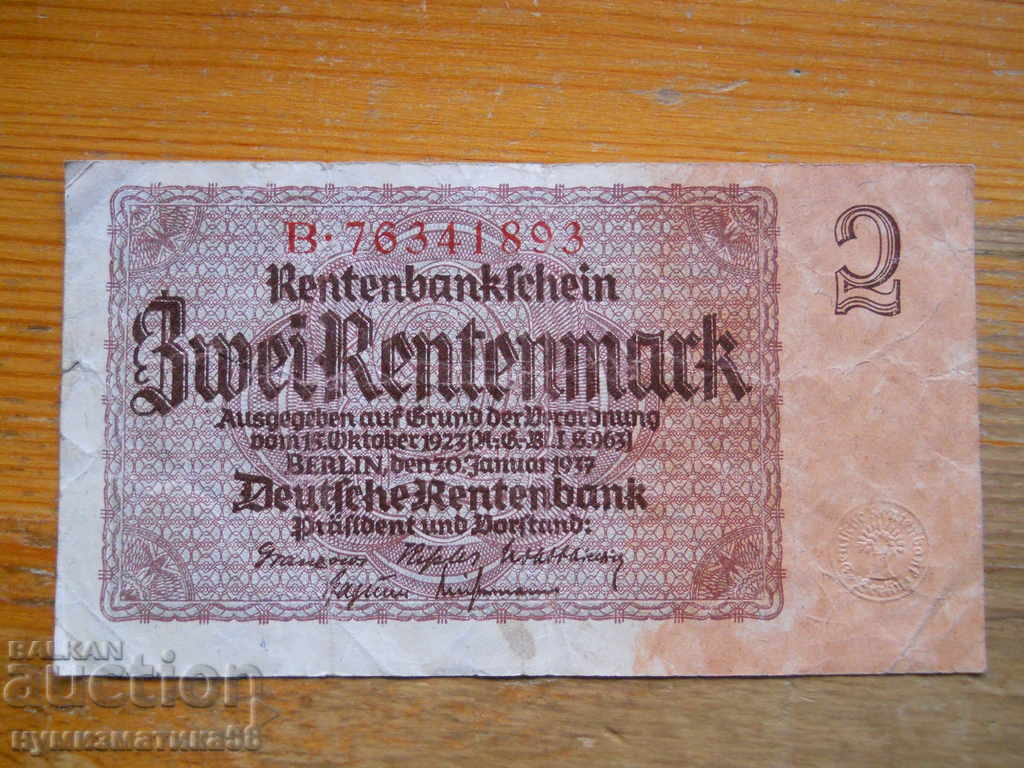 B·76341893
2
Rentenbankschein
Zwei Rentenmark
Ausgegeben auf Grund der Verordnung
vom 15. Oktober 1923 (R.-G.-Bl. I S. 963)
BERLIN, den 30. Januar 1937
Deutsche Rentenbank
Präsident und Vorstand:
BALKAN
auction
нумизматика58